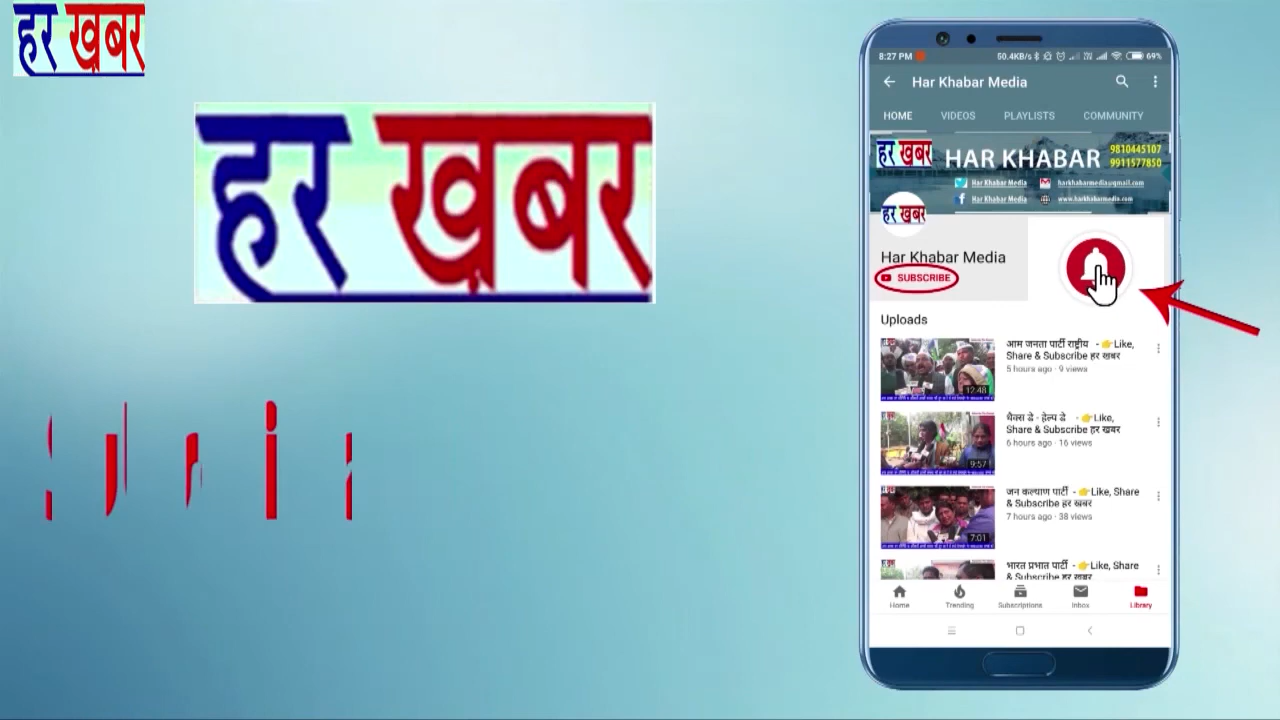 हर खबर
हर खबर
8:27 PM
50.4KB/s
69%
Har Khabar Media
HOME VIDEOS PLAYLISTS COMMUNITY
हर खबर
HAR KHABAR
9810445107
9911577850
Har Khabar Media
harkhabarmedia@gmail.com
Har Khabar Media
www.harkhabarmedia.com
हर खबर
Har Khabar Media
SUBSCRIBE
Uploads
आम जनता पार्टी राष्ट्रीय - 👉Like,
Share & Subscribe हर खबर
5 hours ago · 9 views
12:48
थैंक्स डे - हेल्प डे - 👉Like,
Share & Subscribe हर खबर
6 hours ago · 16 views
9:57
जन कल्याण पार्टी - 👉Like, Share
& Subscribe हर खबर
7 hours ago · 38 views
7:01
भारत प्रभात पार्टी - 👉Like, Share
& Subscribe हर खबर
Home Trending Subscriptions Inbox Library